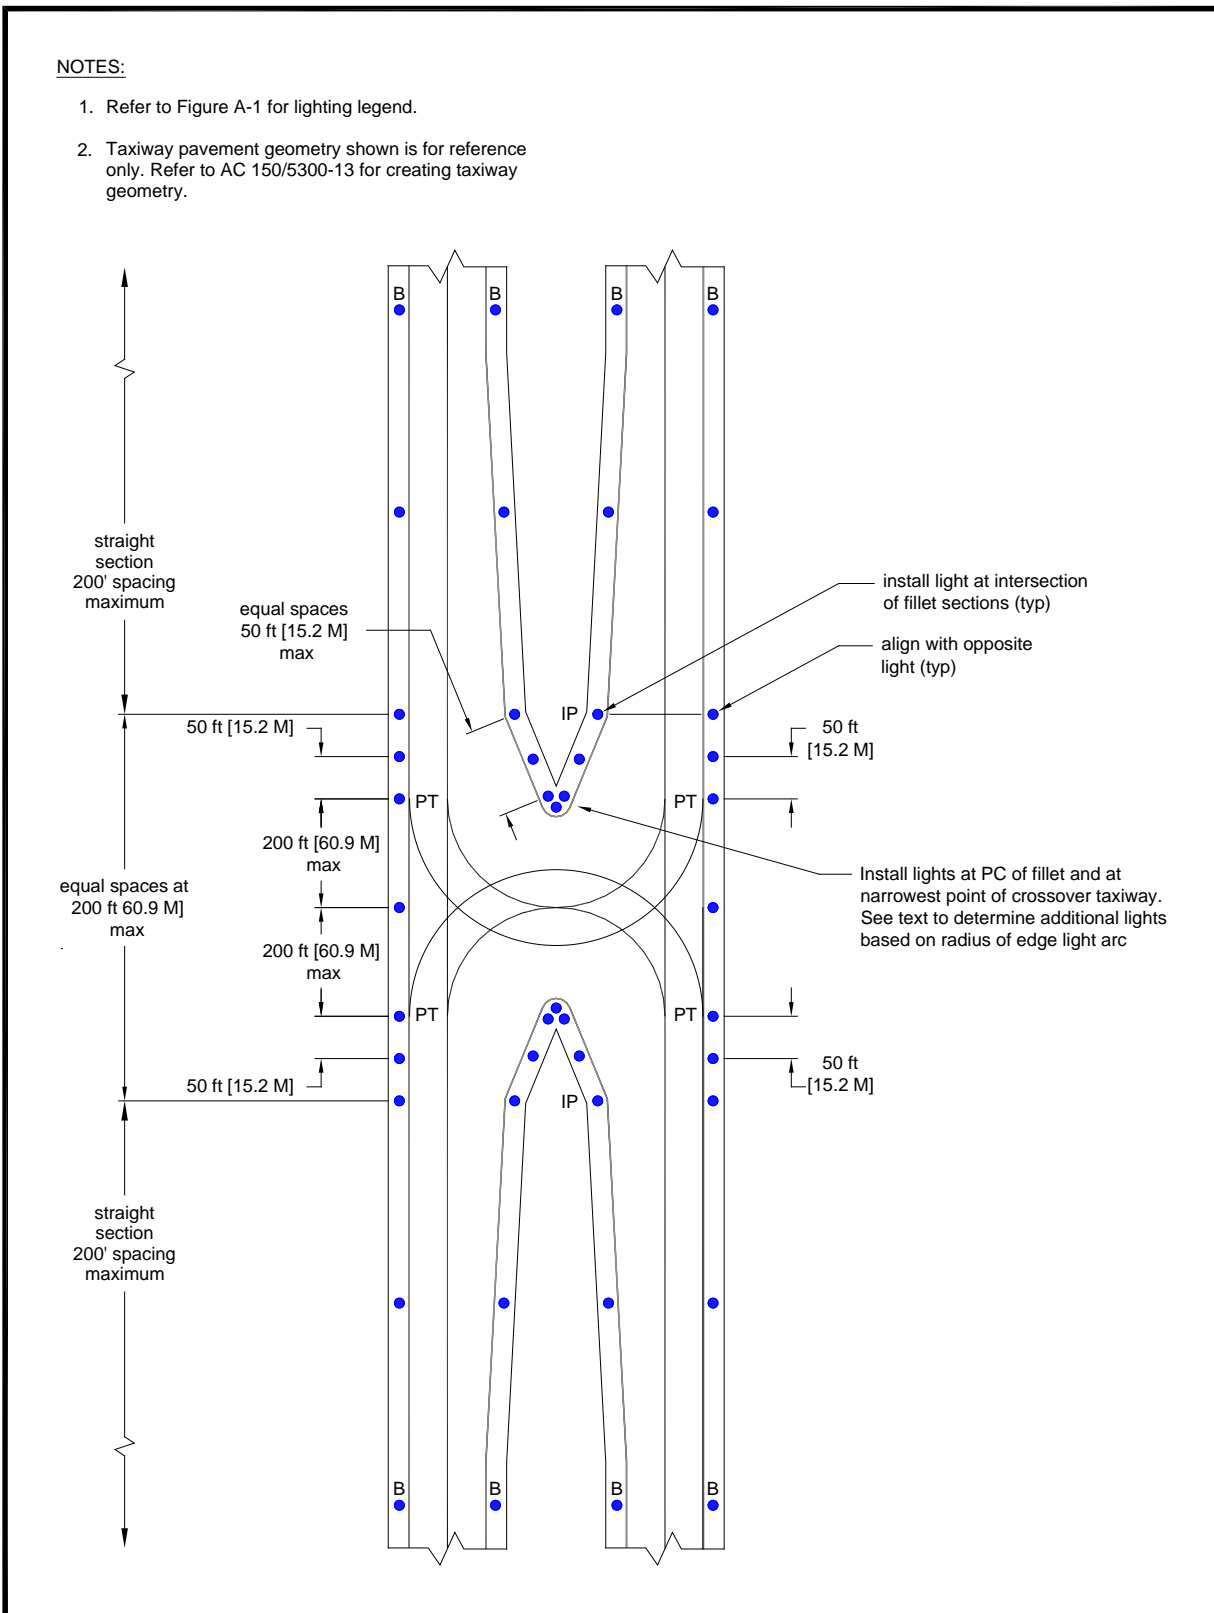 NOTES:
1. Refer to Figure A-1 for lighting legend.
2. Taxiway pavement geometry shown is for reference
only. Refer to AC 150/5300-13 for creating taxiway
geometry.
B
B
B
B
straight
section
200' spacing
maximum
equal spaces
50 ft [15.2 M]
max
install light at intersection
of fillet sections (typ)
align with opposite
light (typ)
IP
50 ft [15.2 M]
50 ft
[15.2 M]
PT
PT
200 ft [60.9 M]
max
equal spaces at
200 ft 60.9 M]
max
Install lights at PC of fillet and at
narrowest point of crossover taxiway.
See text to determine additional lights
based on radius of edge light arc
200 ft [60.9 M]
max
PT
PT
50 ft [15.2 M]
50 ft
[15.2 M]
IP
straight
section
200' spacing
maximum
B
B
B
B